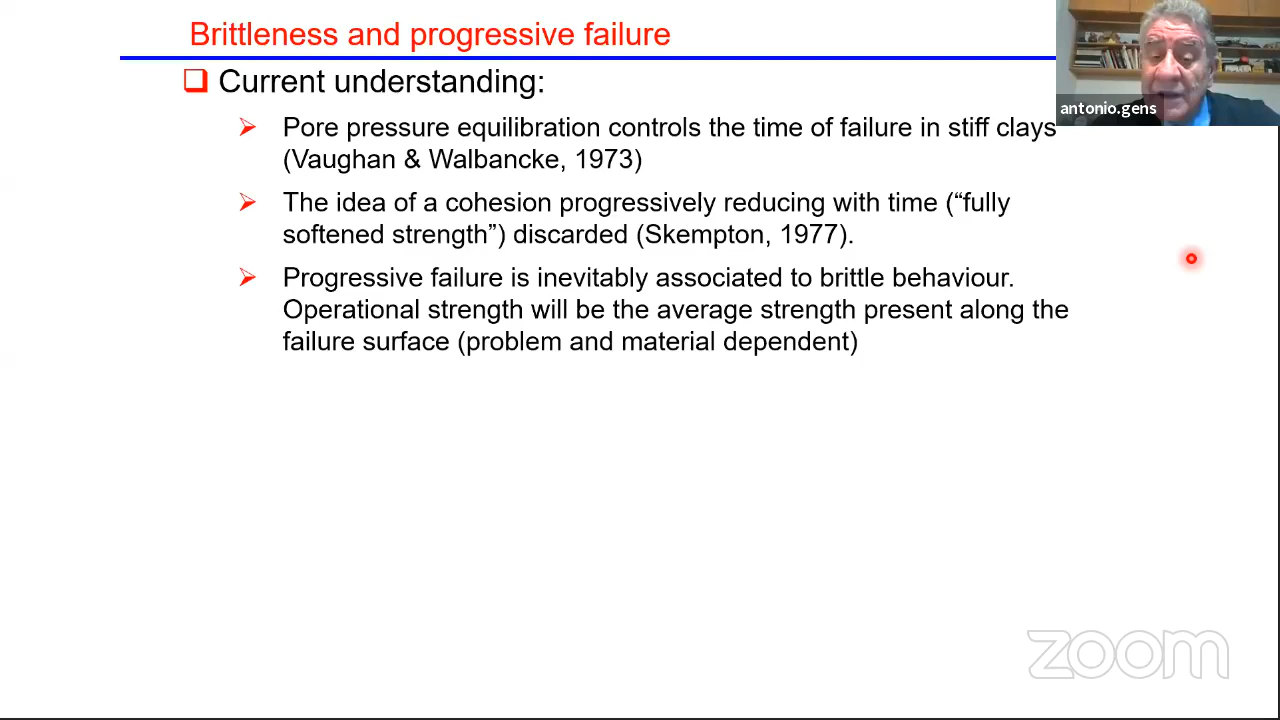 Brittleness and progressive failure
Current understanding:
Pore pressure equilibration controls the time of failure in stiff clays
(Vaughan & Walbancke, 1973)
The idea of a cohesion progressively reducing with time (“fully
softened strength”) discarded (Skempton, 1977).
Progressive failure is inevitably associated to brittle behaviour.
Operational strength will be the average strength present along the
failure surface (problem and material dependent)
antonio.gens
zoom